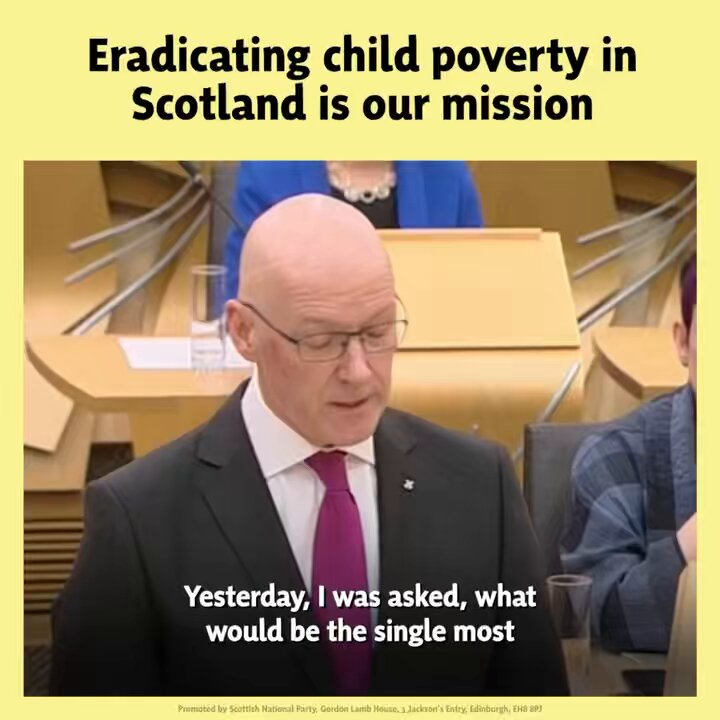 Eradicating child poverty in
Scotland is our mission
Yesterday, I was asked, what
would be the single most
Promoted by Scottish National Party, Gordon Lamb House, 3 Jackson's Entry, Edinburgh, EH8 8PJ